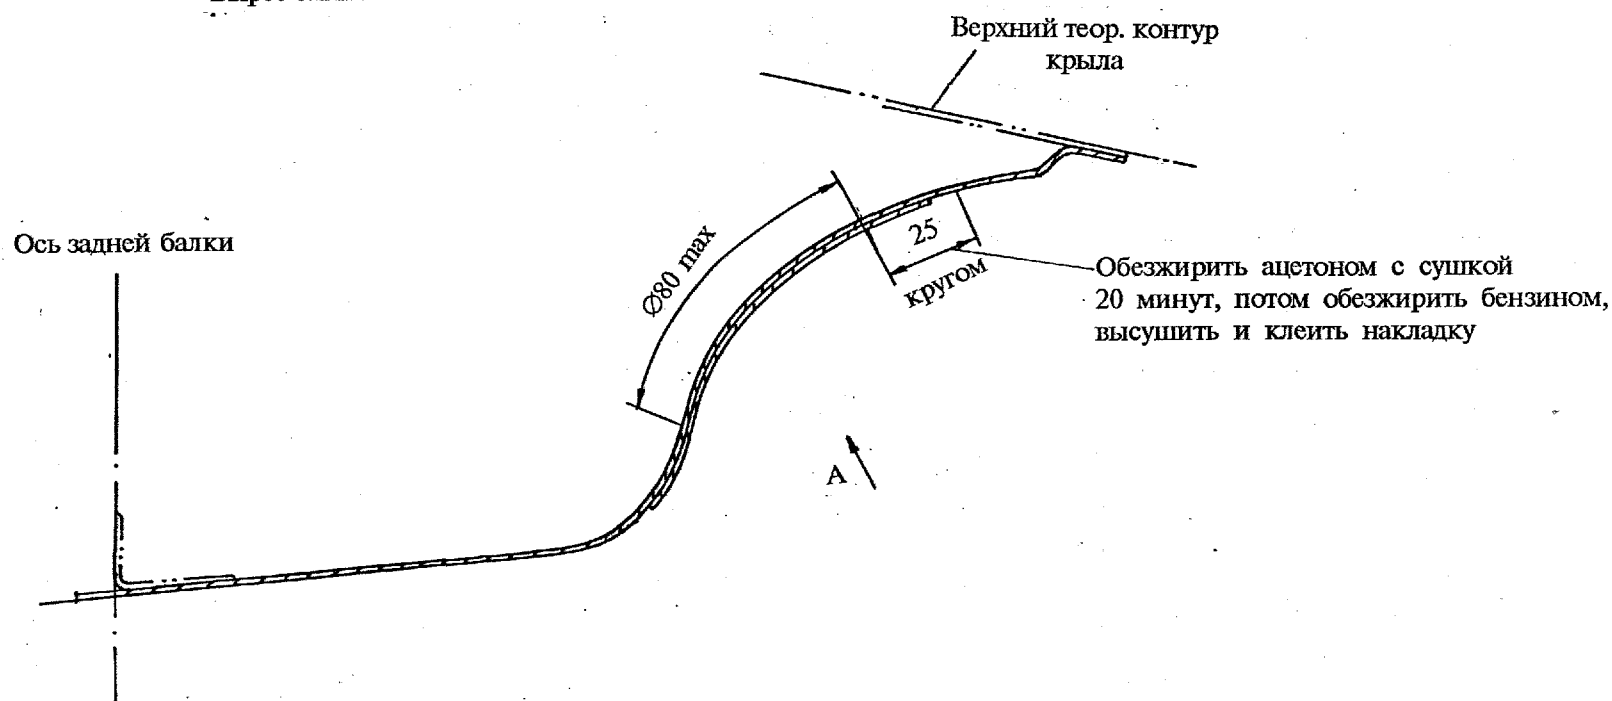 Верхний теор. контур
крыла
Ось задней балки
Ø80 max
25
кругом
Обезжирить ацетоном с сушкой
20 минут, потом обезжирить бензином,
высушить и клеить накладку
А